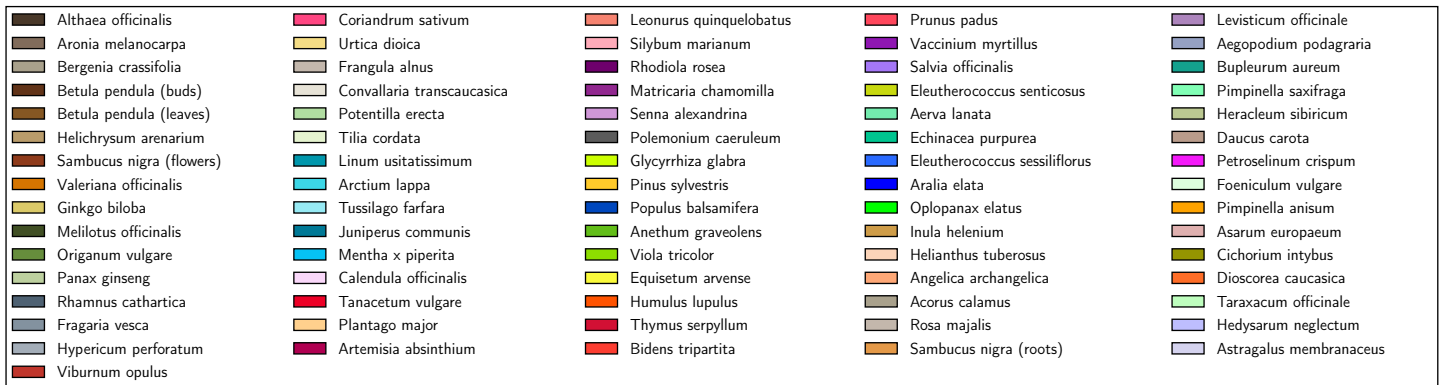 Althaea officinalis
Aronia melanocarpa
Bergenia crassifolia
Betula pendula (buds)
Betula pendula (leaves)
Helichrysum arenarium
Sambucus nigra (flowers)
Valeriana officinalis
Ginkgo biloba
Melilotus officinalis
Origanum vulgare
Panax ginseng
Rhamnus cathartica
Fragaria vesca
Hypericum perforatum
Viburnum opulus
Coriandrum sativum
Urtica dioica
Frangula alnus
Convallaria transcaucasica
Potentilla erecta
Tilia cordata
Linum usitatissimum
Arctium lappa
Tussilago farfara
Juniperus communis
Mentha x piperita
Calendula officinalis
Tanacetum vulgare
Plantago major
Artemisia absinthium
Leonurus quinquelobatus
Silybum marianum
Rhodiola rosea
Matricaria chamomilla
Senna alexandrina
Polemonium caeruleum
Glycyrrhiza glabra
Pinus sylvestris
Populus balsamifera
Anethum graveolens
Viola tricolor
Equisetum arvense
Humulus lupulus
Thymus serpyllum
Bidens tripartita
Prunus padus
Vaccinium myrtillus
Salvia officinalis
Eleutherococcus senticosus
Aerva lanata
Echinacea purpurea
Eleutherococcus sessiliflorus
Aralia elata
Oplopanax elatus
Inula helenium
Helianthus tuberosus
Angelica archangelica
Acorus calamus
Rosa majalis
Sambucus nigra (roots)
Levisticum officinale
Aegopodium podagraria
Bupleurum aureum
Pimpinella saxifraga
Heracleum sibiricum
Daucus carota
Petroselinum crispum
Foeniculum vulgare
Pimpinella anisum
Asarum europaeum
Cichorium intybus
Dioscorea caucasica
Taraxacum officinale
Hedysarum neglectum
Astragalus membranaceus